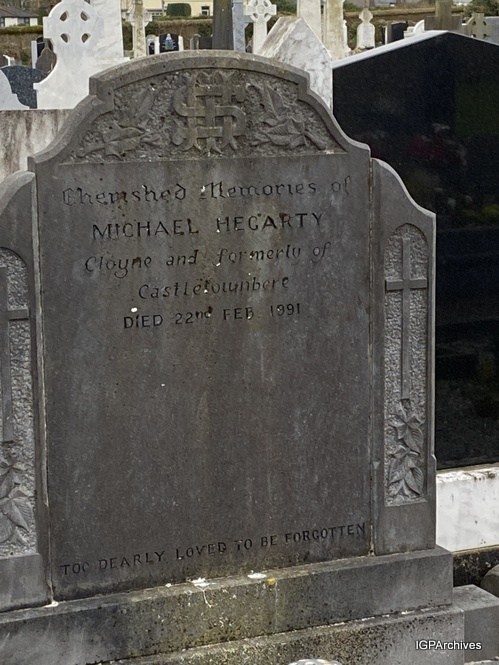 IHS
Cherished Memories of
MICHAEL HEGARTY
Cloyne and formerly of
Castletownbere
DIED 22nd FEB 1991
TOO DEARLY LOVED TO BE FORGOTTEN
IGPArchives